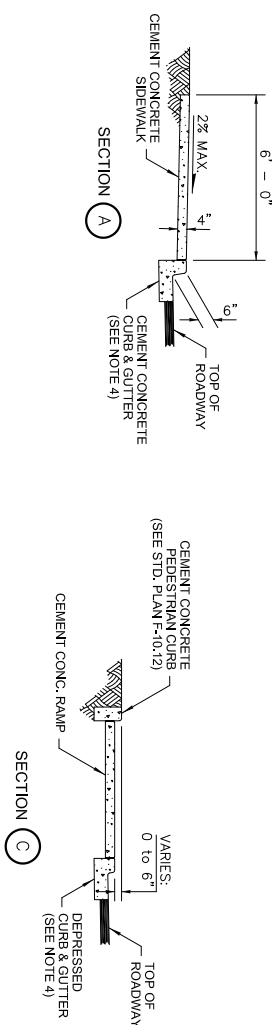 6' - 0"
2% MAX.
4"
6"
TOP OF
ROADWAY
CEMENT CONCRETE
SIDEWALK
CEMENT CONCRETE
CURB & GUTTER
(SEE NOTE 4)
SECTION A
CEMENT CONCRETE
PEDESTRIAN CURB
(SEE STD. PLAN F-10.12)
VARIES:
0 to 6"
TOP OF
ROADWAY
CEMENT CONC. RAMP
DEPRESSED
CURB & GUTTER
(SEE NOTE 4)
SECTION C